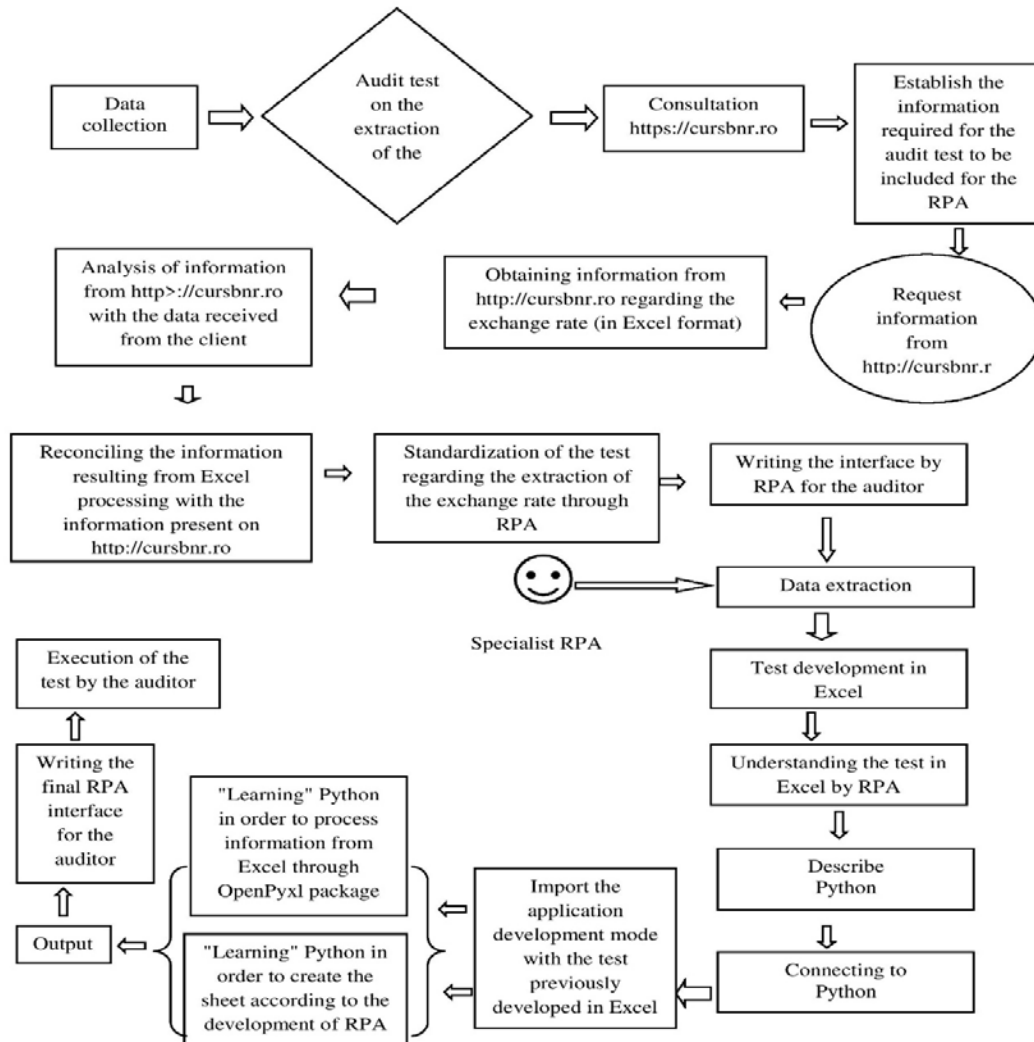 Data
collection
Audit test
on the
extraction
of the
Consultation
https://cursbnr.ro
Establish the
information
required for the
audit test to be
included for the
RPA
Request
information
from
http://cursbnr.r
Obtaining information from
http://cursbnr.ro regarding the
exchange rate (in Excel format)
Analysis of information
from http>://cursbnr.ro
with the data received
from the client
Reconciling the information
resulting from Excel
processing with the
information present on
http://cursbnr.ro
Standardization of the test
regarding the extraction of
the exchange rate through
RPA
Writing the interface by
RPA for the auditor
Specialist RPA
Data extraction
Test development in
Excel
Understanding the test in
Excel by RPA
Describe
Python
Connecting to
Python
Import the
application
development mode
with the test
previously
developed in Excel
"Learning" Python
in order to process
information from
Excel through
OpenPyxl package
"Learning" Python in
order to create the
sheet according to the
development of RPA
Output
Writing the
final RPA
interface
for the
auditor
Execution of the
test by the auditor